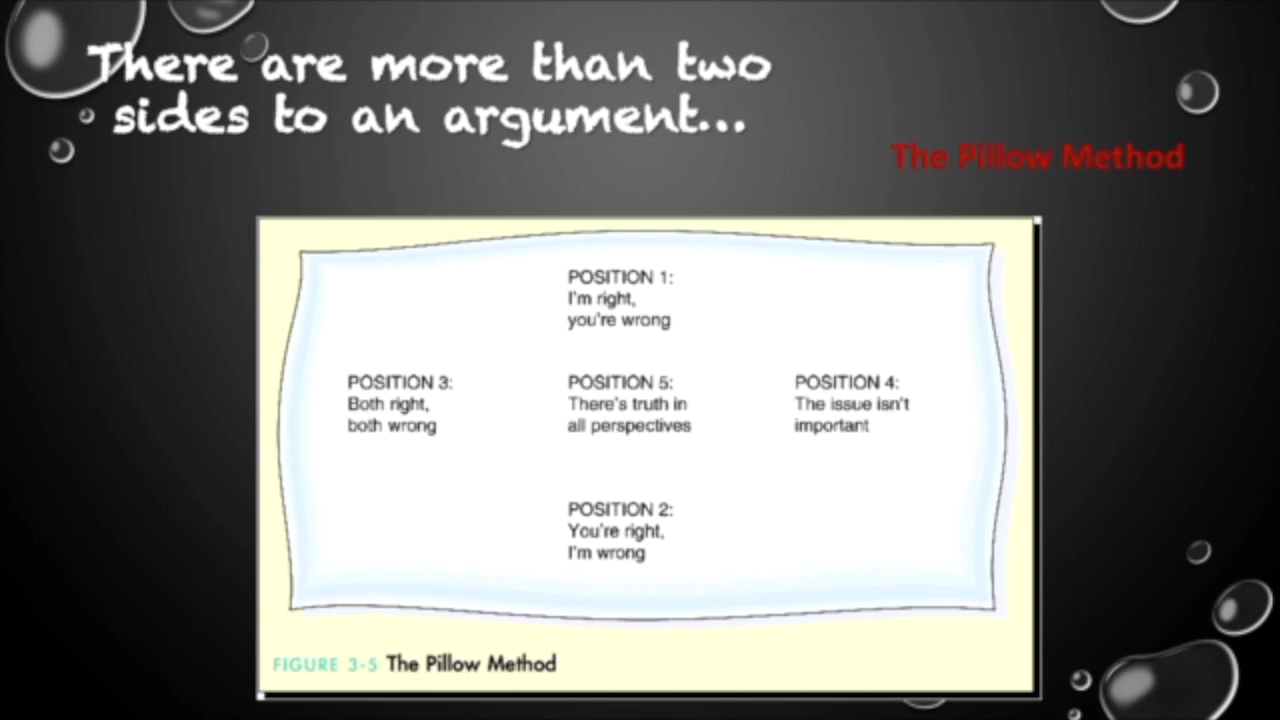 There are more than two
sides to an argument...
The Pillow Method
POSITION 1:
I'm right,
you're wrong
POSITION 3:
Both right,
both wrong
POSITION 5:
There's truth in
all perspectives
POSITION 4:
The issue isn't
important
POSITION 2:
You're right,
I'm wrong
FIGURE 3-5 The Pillow Method